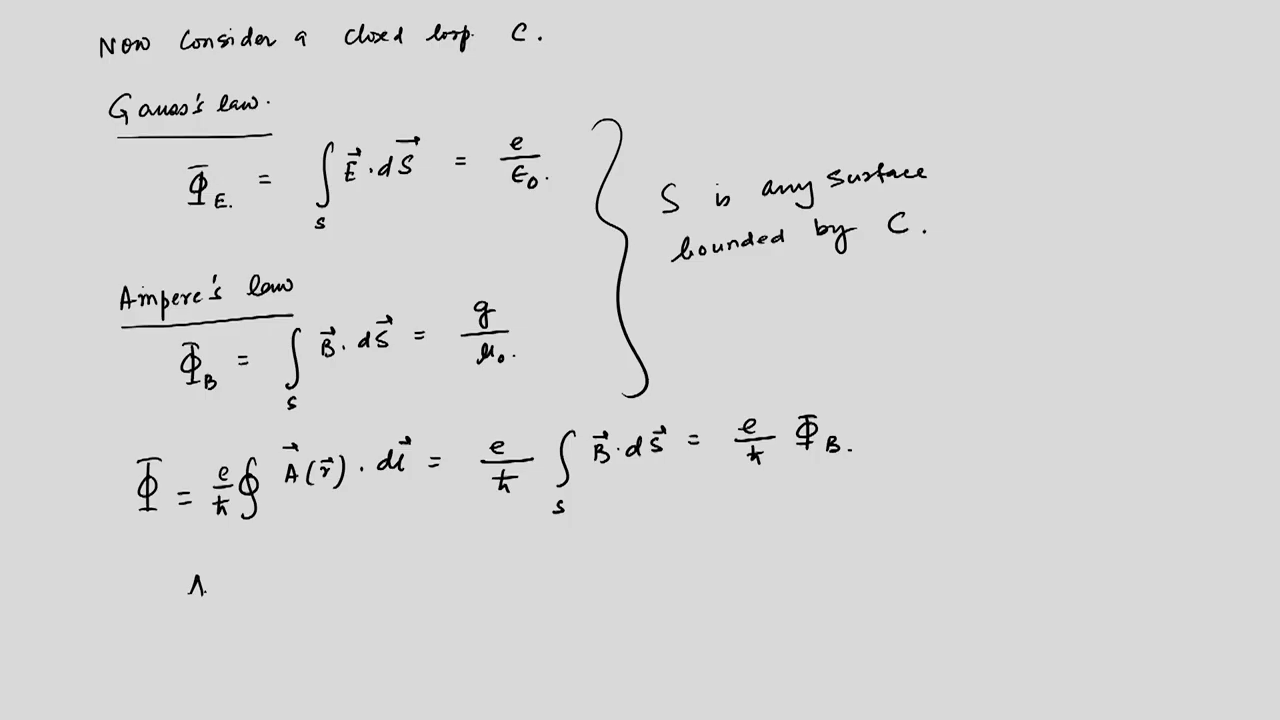 Now consider a closed loop C.
Gauss's law.
Φ_E. = ∫_S E⃗ · dS⃗ = e/ε₀.
S is any surface
bounded by C.
Ampere's law
Φ_B = ∫_S B⃗ · dS⃗ = g/μ₀.
Φ = e/ħ ∮ A⃗(r⃗) · dl⃗ = e/ħ ∫_S B⃗ · dS⃗ = e/ħ Φ_B.